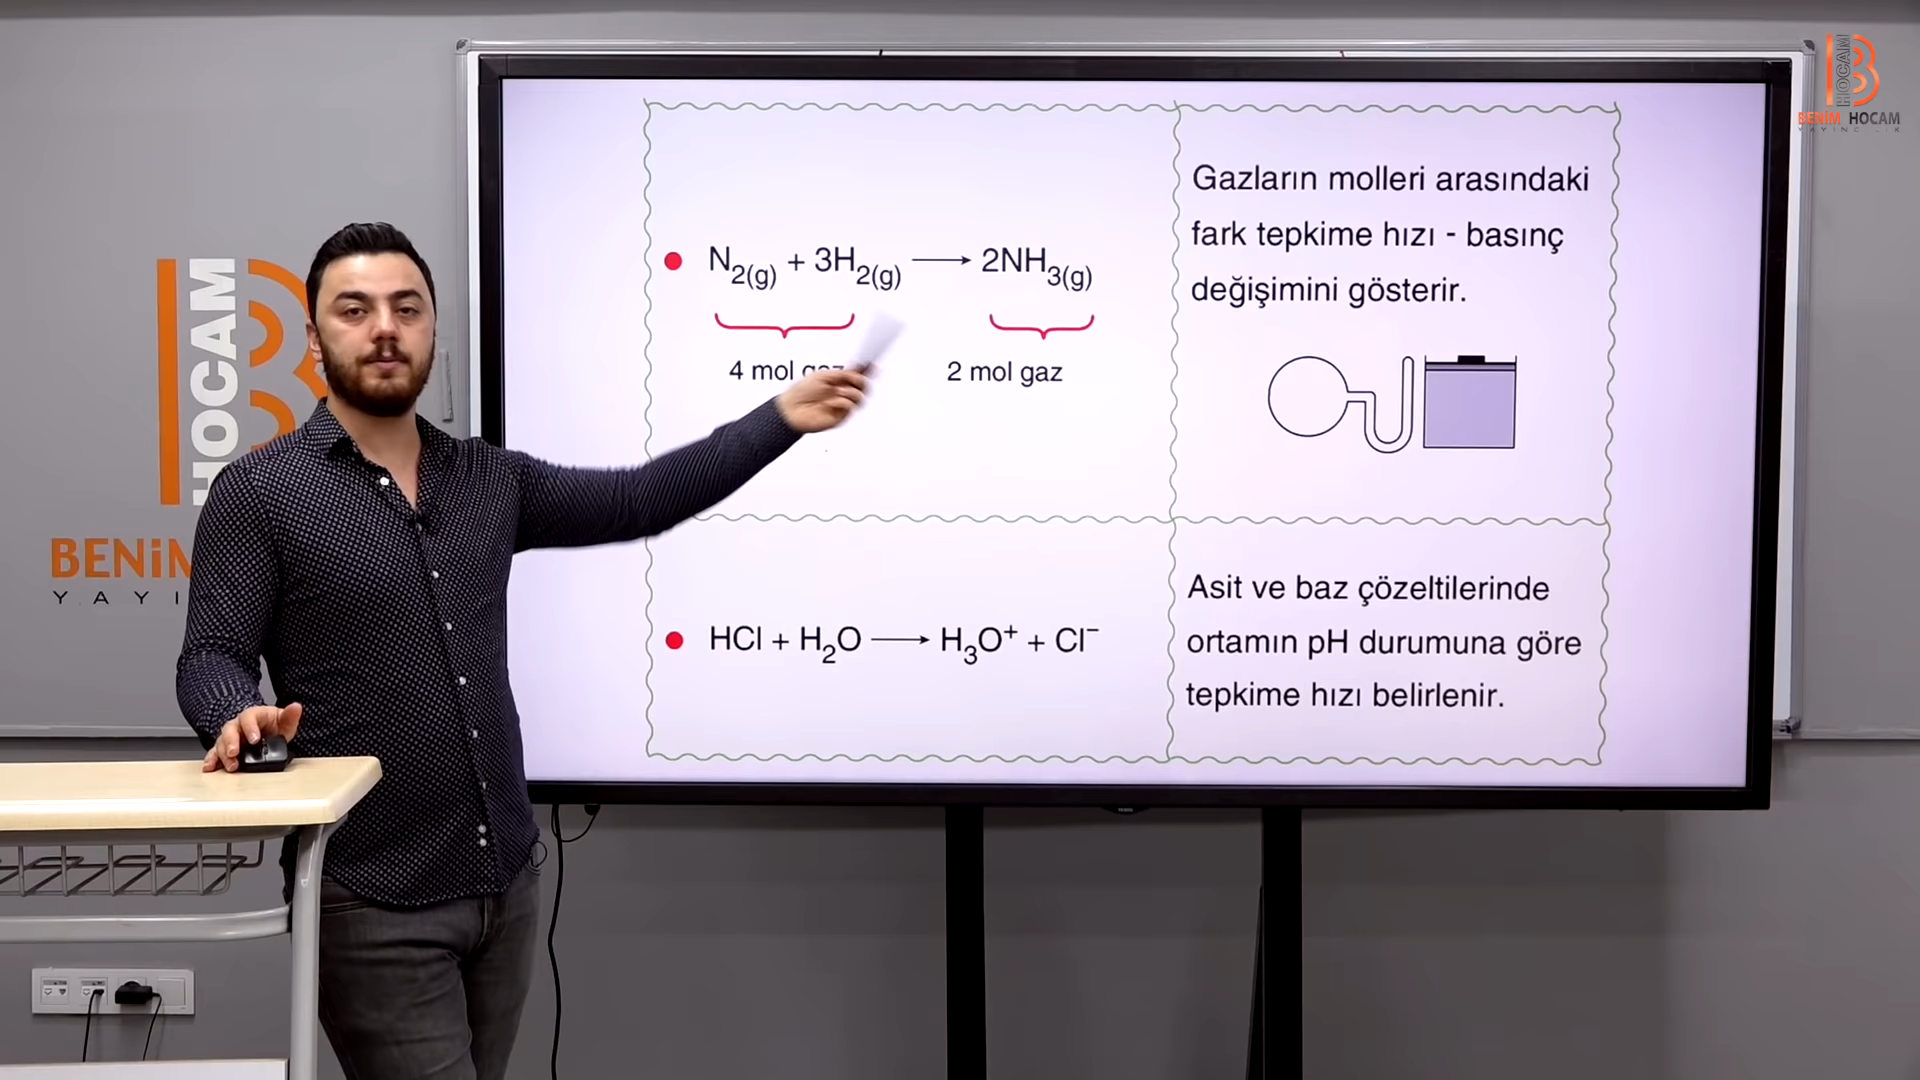 Gazların molleri arasındaki
fark tepkime hızı - basınç
değişimini gösterir.
N2(g) + 3H2(g) ⟶ 2NH3(g)
4 mol gaz
2 mol gaz
Asit ve baz çözeltilerinde
ortamın pH durumuna göre
tepkime hızı belirlenir.
HCl + H2O ⟶ H3O+ + Cl−
HOCAM
BENİM HOCAM
HOCAM
BENİM